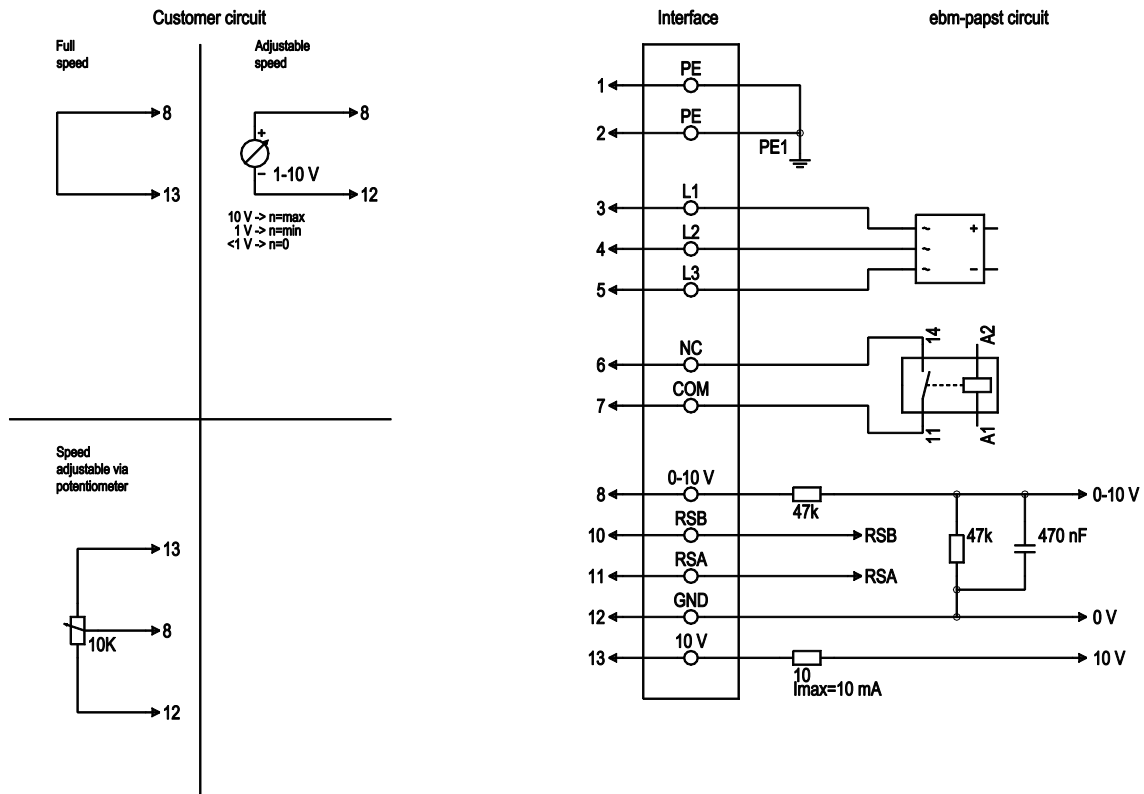 Customer circuit
Full
speed
8
13
Adjustable
speed
8
+
− 1-10 V
12
10 V -> n=max
1 V -> n=min
<1 V -> n=0
Speed
adjustable via
potentiometer
13
8
10K
12
Interface
ebm-papst circuit
1
PE
2
PE
PE1
3
L1
~
+
4
L2
~
5
L3
~
−
6
NC
14
A2
7
COM
11
A1
8
0-10 V
47k
0-10 V
10
RSB
RSB
47k
470 nF
11
RSA
RSA
12
GND
0 V
13
10 V
10
Imax=10 mA
10 V